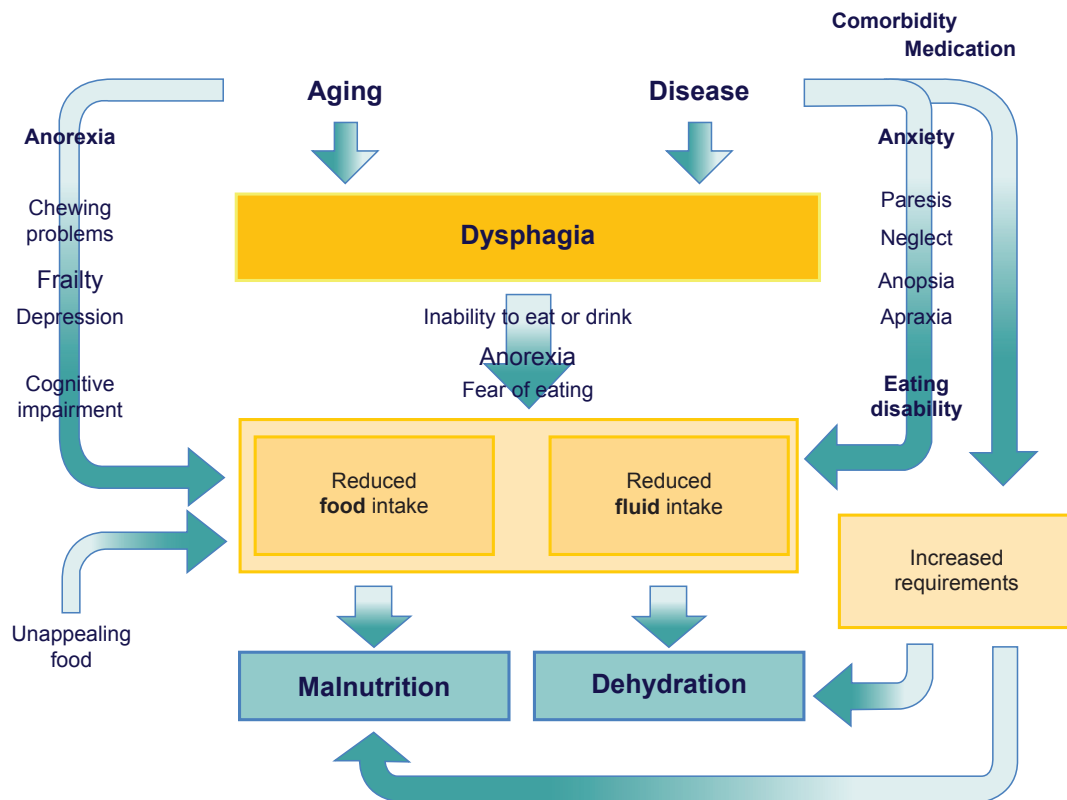 Comorbidity
Medication
Aging
Disease
Anorexia
Chewing
problems
Frailty
Depression
Cognitive
impairment
Anxiety
Paresis
Neglect
Anopsia
Apraxia
Eating
disability
Dysphagia
Inability to eat or drink
Anorexia
Fear of eating
Reduced
food intake
Reduced
fluid intake
Increased
requirements
Unappealing
food
Malnutrition
Dehydration